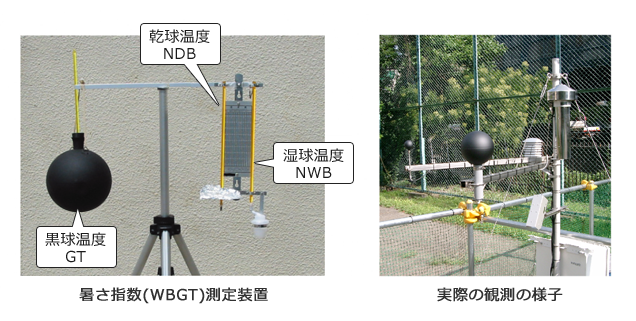 乾球温度
NDB
湿球温度
NWB
黒球温度
GT
暑さ指数(WBGT)測定装置
実際の観測の様子